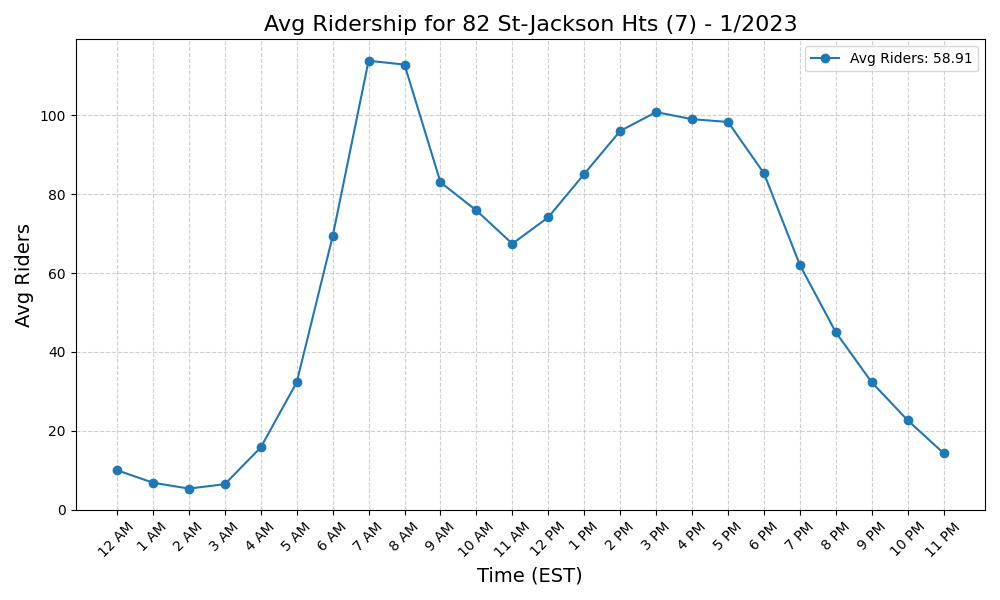 Avg Ridership for 82 St-Jackson Hts (7) - 1/2023
Avg Riders: 58.91
Avg Riders
100
80
60
40
20
0
12 AM
1 AM
2 AM
3 AM
4 AM
5 AM
6 AM
7 AM
8 AM
9 AM
10 AM
11 AM
12 PM
1 PM
2 PM
3 PM
4 PM
5 PM
6 PM
7 PM
8 PM
9 PM
10 PM
11 PM
Time (EST)